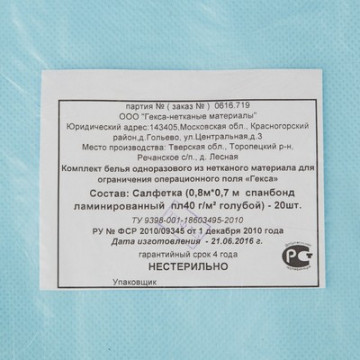 партия № ( заказ № ) 0616.719
ООО "Гекса-нетканые материалы"
Юридический адрес:143405,Московская обл., Красногорский
район,д.Гольево, ул.Центральная,д.3
Место производства: Тверская обл., Торопецкий р-н,
Речанское с/п., д. Лесная
Комплект белья одноразового из нетканого материала для
ограничения операционного поля «Гекса»
Состав: Салфетка (0,8м*0,7 м спанбонд
ламинированный пл40 г/м² голубой) - 20шт.
ТУ 9398-001-18603495-2010
РУ № ФСР 2010/09345 от 1 декабря 2010 года
Дата изготовления - 21.06.2016 г.
гарантийный срок 4 года
НЕСТЕРИЛЬНО
Упаковщик